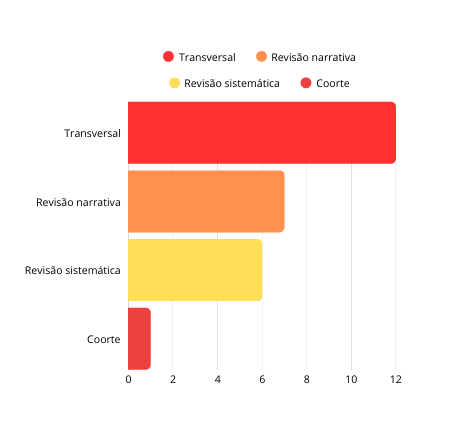 Transversal Revisão narrativa
Revisão sistemática Coorte
Transversal
Revisão narrativa
Revisão sistemática
Coorte
0 2 4 6 8 10 12